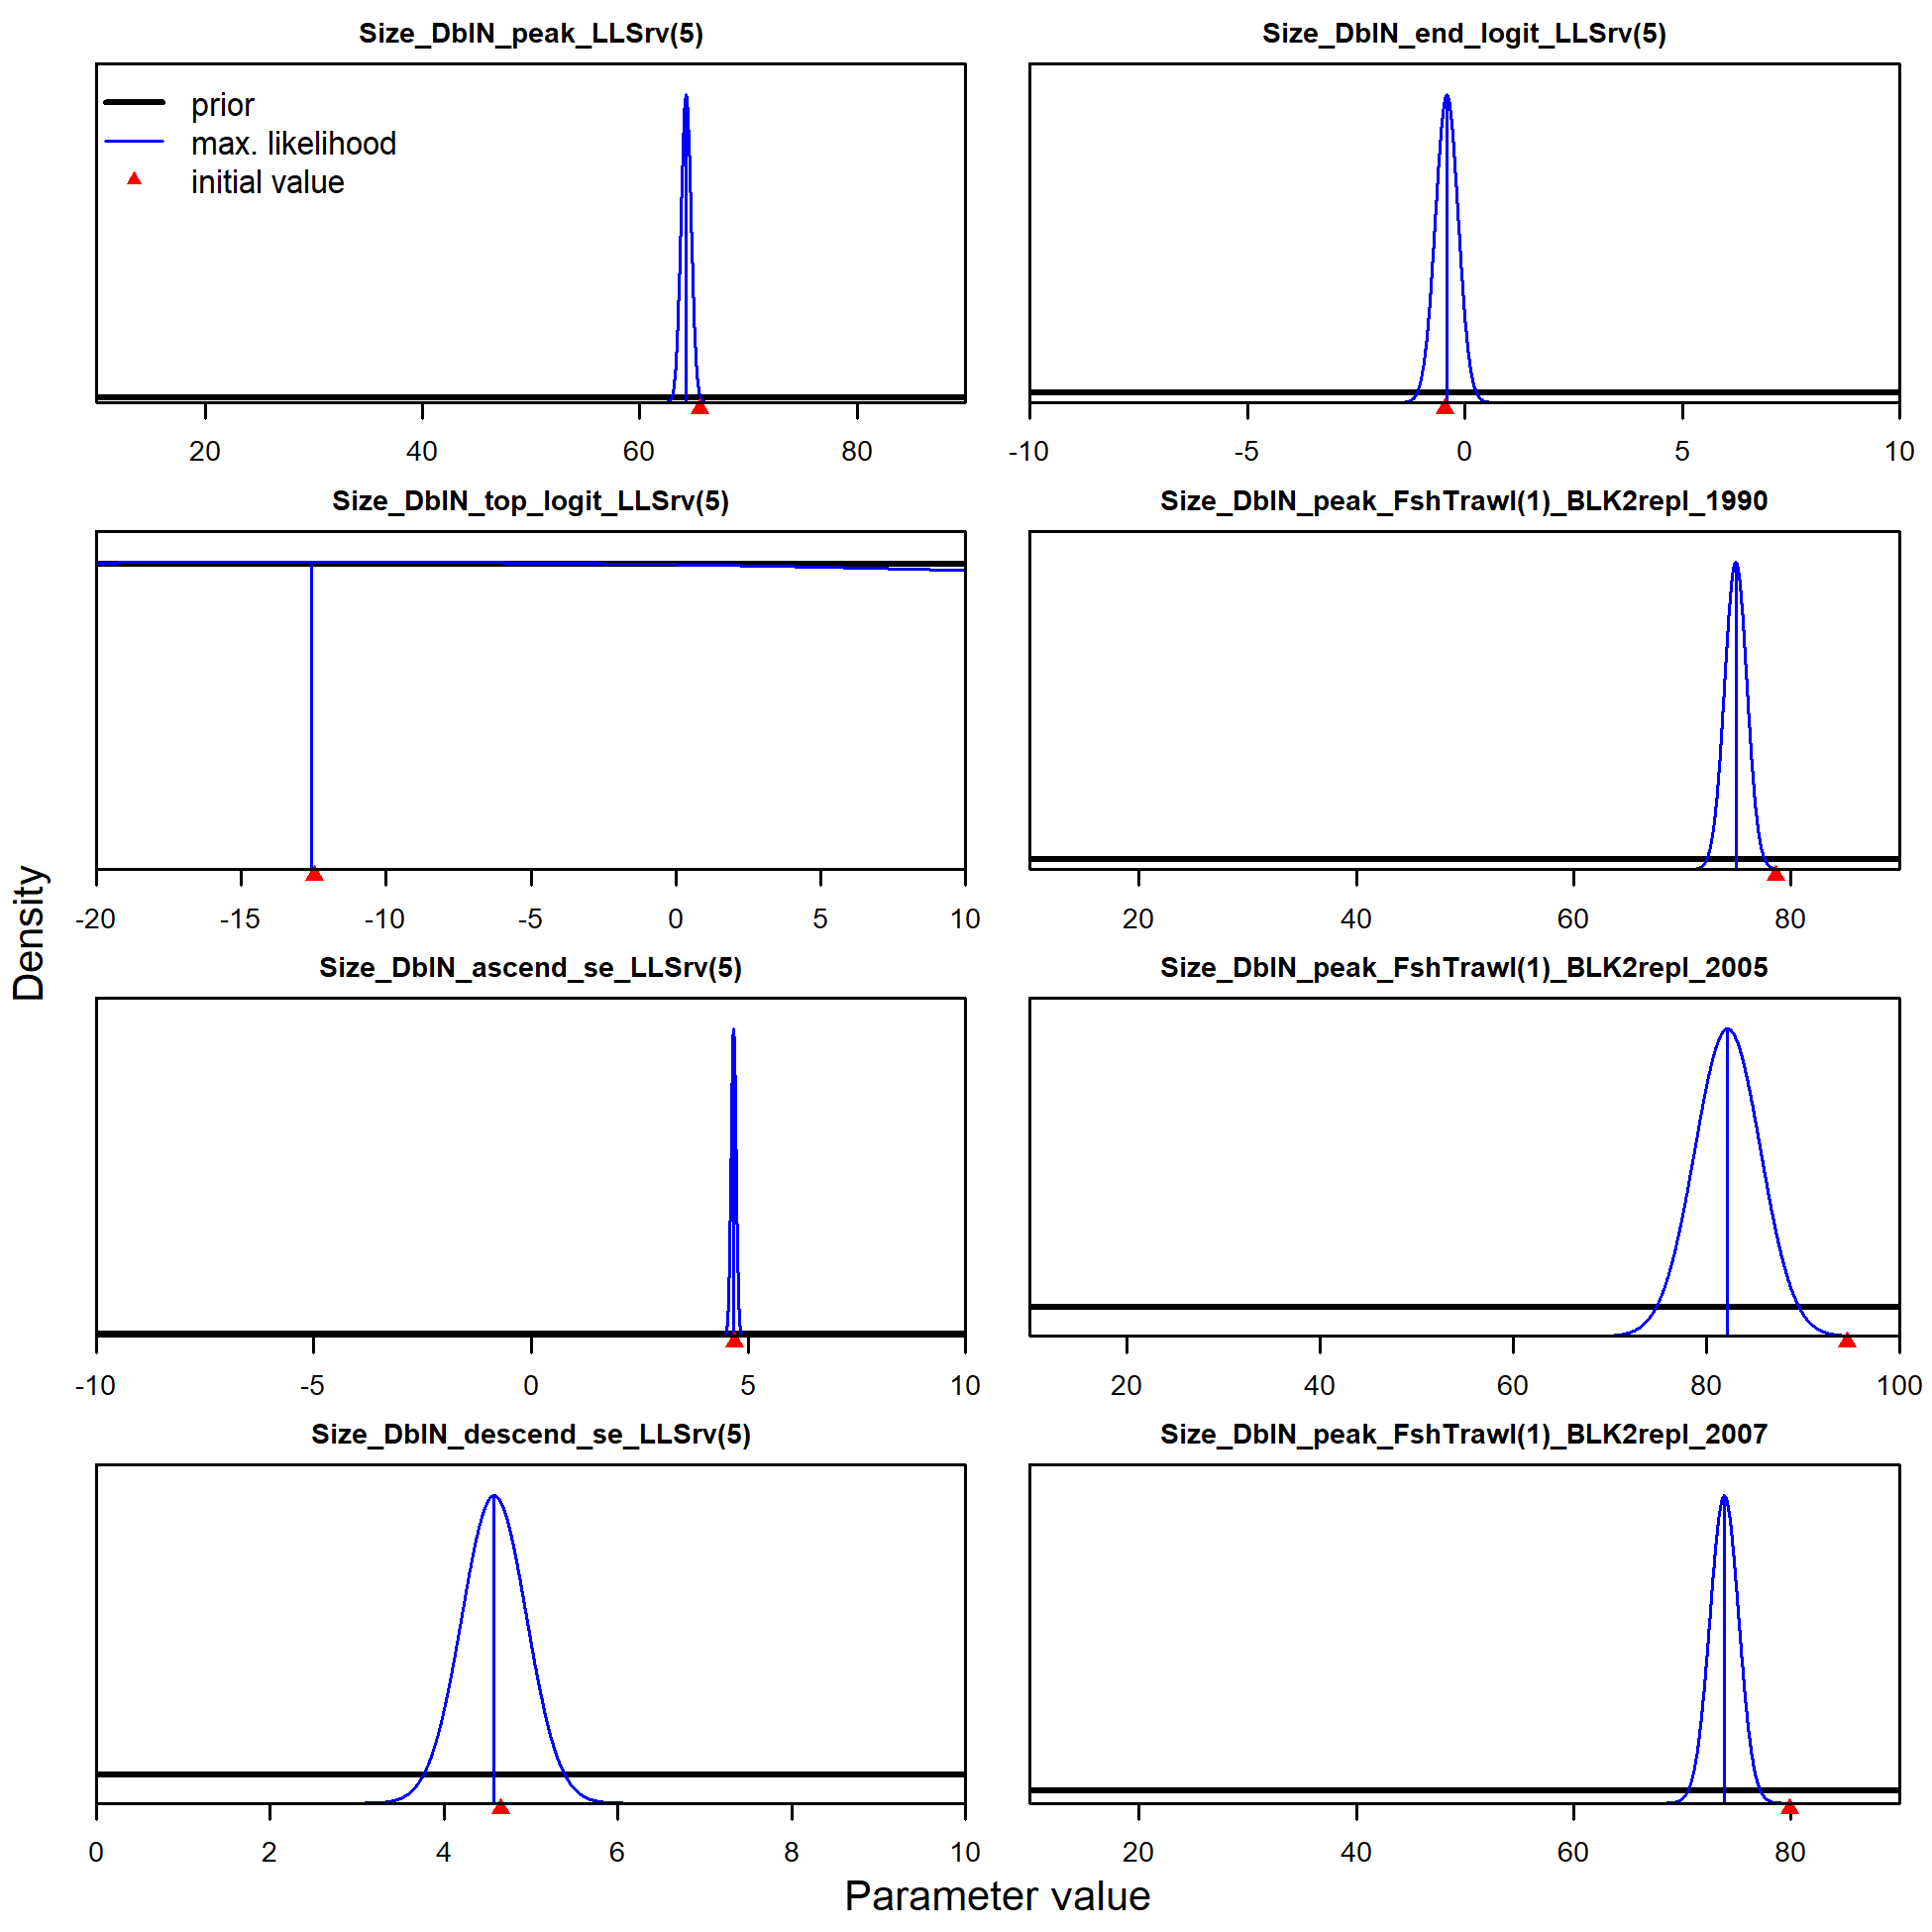 Size_DblN_peak_LLSrv(5)
prior
max. likelihood
initial value
20 40 60 80
Size_DblN_end_logit_LLSrv(5)
-10 -5 0 5 10
Size_DblN_top_logit_LLSrv(5)
-20 -15 -10 -5 0 5 10
Size_DblN_peak_FshTrawl(1)_BLK2repl_1990
20 40 60 80
Size_DblN_ascend_se_LLSrv(5)
-10 -5 0 5 10
Size_DblN_peak_FshTrawl(1)_BLK2repl_2005
20 40 60 80 100
Size_DblN_descend_se_LLSrv(5)
0 2 4 6 8 10
Size_DblN_peak_FshTrawl(1)_BLK2repl_2007
20 40 60 80
Density
Parameter value